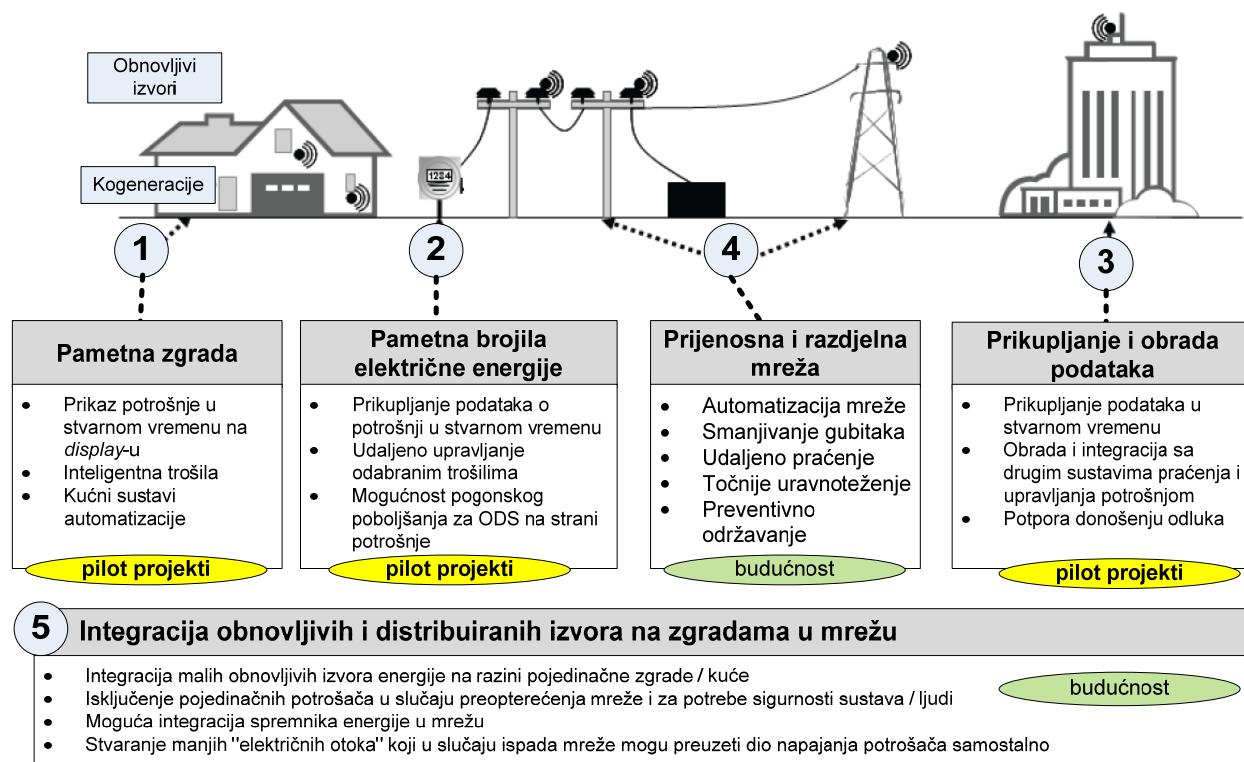 Obnovljivi
izvori
Kogeneracije
1284
1
2
4
3
Pametna zgrada
• Prikaz potrošnje u
stvarnom vremenu na
display-u
• Inteligentna trošila
• Kućni sustavi
automatizacije
pilot projekti
Pametna brojila
električne energije
• Prikupljanje podataka o
potrošnji u stvarnom vremenu
• Udaljeno upravljanje
odabranim trošilima
• Mogućnost pogonskog
poboljšanja za ODS na strani
potrošnje
pilot projekti
Prijenosna i razdjelna
mreža
• Automatizacija mreže
• Smanjivanje gubitaka
• Udaljeno praćenje
• Točnije uravnoteženje
• Preventivno
održavanje
budućnost
Prikupljanje i obrada
podataka
• Prikupljanje podataka u
stvarnom vremenu
• Obrada i integracija sa
drugim sustavima praćenja i
upravljanja potrošnjom
• Potpora donošenju odluka
pilot projekti
5 Integracija obnovljivih i distribuiranih izvora na zgradama u mrežu
• Integracija malih obnovljivih izvora energije na razini pojedinačne zgrade / kuće
• Isključenje pojedinačnih potrošača u slučaju preopterećenja mreže i za potrebe sigurnosti sustava / ljudi
• Moguća integracija spremnika energije u mrežu
• Stvaranje manjih "električnih otoka" koji u slučaju ispada mreže mogu preuzeti dio napajanja potrošača samostalno
budućnost